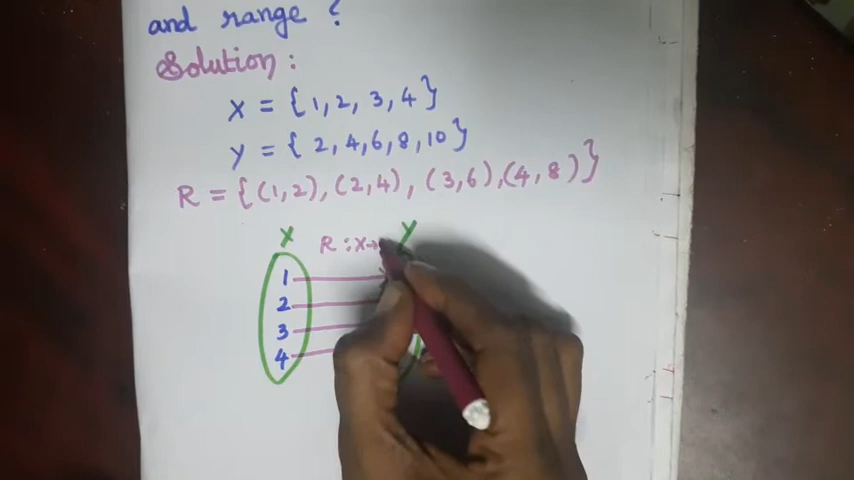 and range ?
Solution :
X = { 1, 2, 3, 4 }
Y = { 2, 4, 6, 8, 10 }
R = { (1, 2), (2, 4), (3, 6), (4, 8) }
X R : X → Y
1
2
3
4